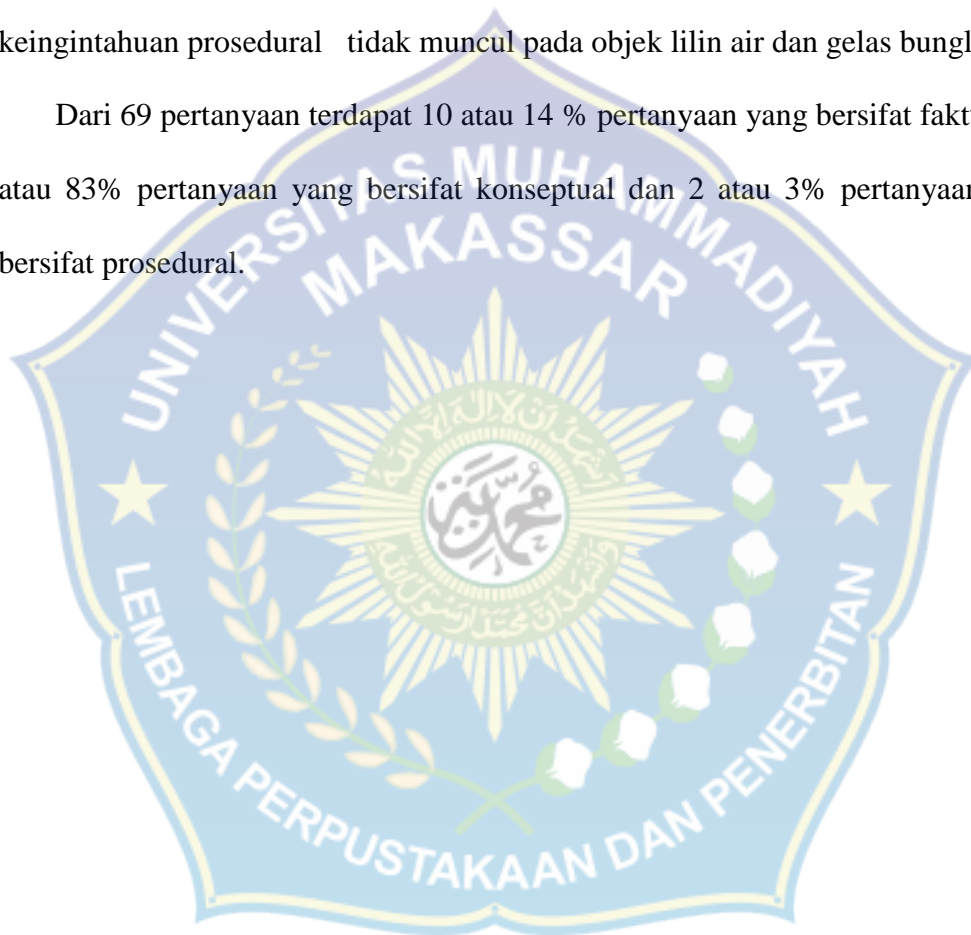 keingintahuan prosedural tidak muncul pada objek lilin air dan gelas bungl
Dari 69 pertanyaan terdapat 10 atau 14 % pertanyaan yang bersifat fakt
atau 83% pertanyaan yang bersifat konseptual dan 2 atau 3% pertanyaan
bersifat prosedural.
UNIVERSITAS MUHAMMADIYAH
MAKASSAR
LEMBAGA PERPUSTAKAAN DAN PENERBITAN